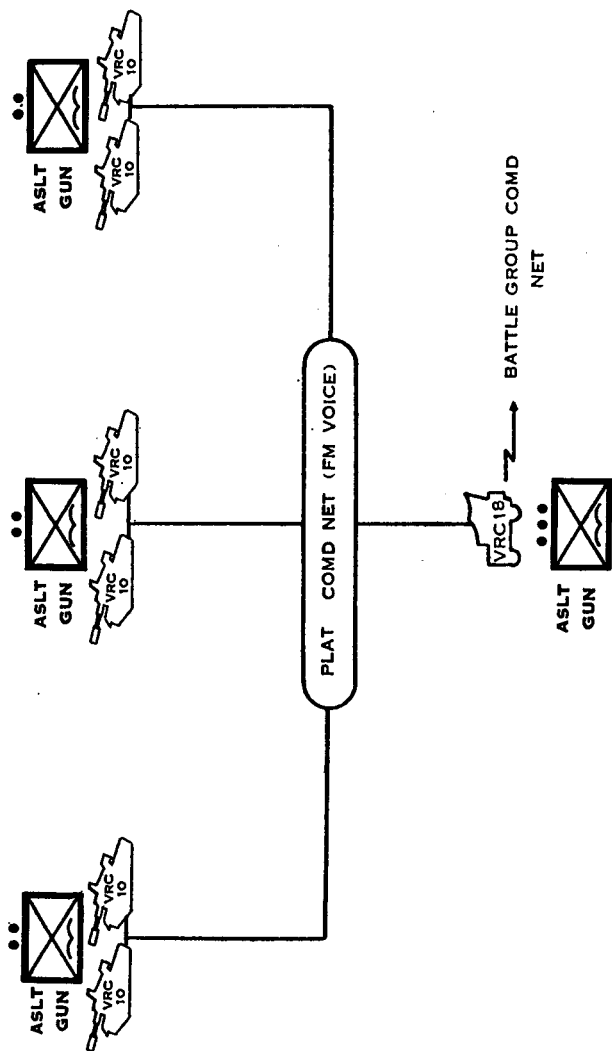 ASLT
GUN
VRC
10
VRC
10
ASLT
GUN
VRC
10
VRC
10
ASLT
GUN
VRC
10
VRC
10
PLAT COMD NET (FM VOICE)
VRC18
BATTLE GROUP COMD
NET
ASLT
GUN